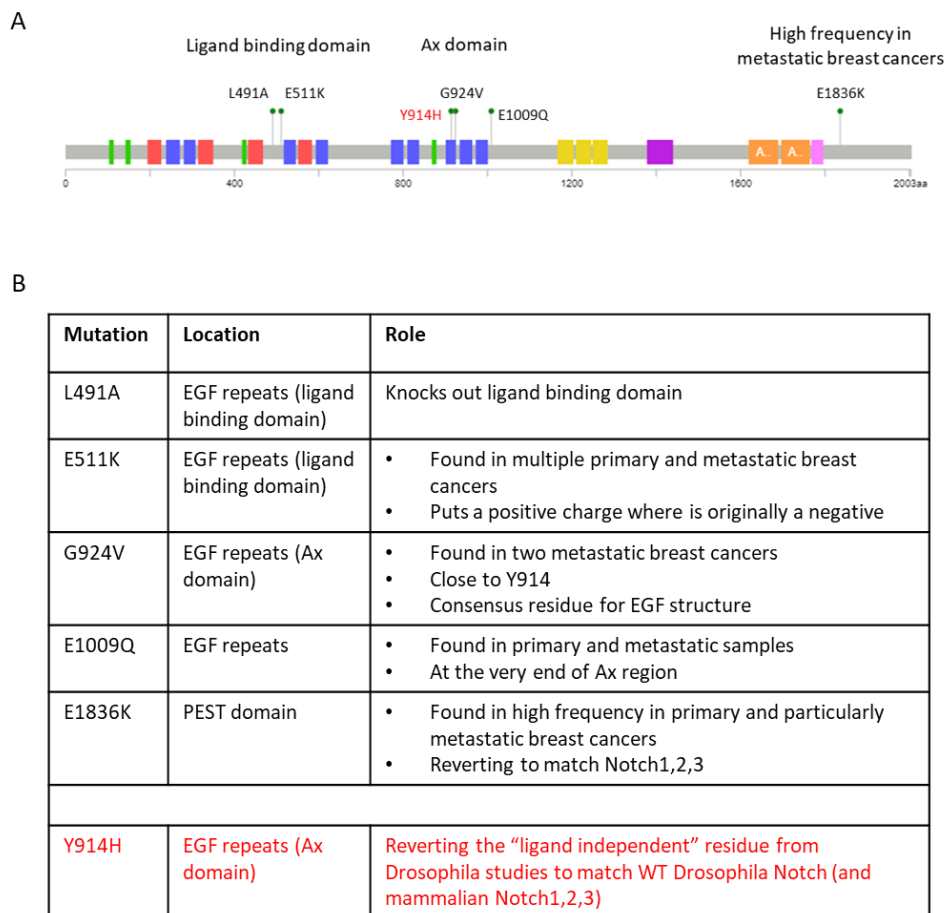 A
Ligand binding domain
Ax domain
High frequency in
metastatic breast cancers
L491A
E511K
Y914H
G924V
E1009Q
E1836K
A..
A..
0
400
800
1200
1600
2003aa
B
Mutation
Location
Role
L491A
EGF repeats (ligand
binding domain)
Knocks out ligand binding domain
E511K
EGF repeats (ligand
binding domain)
• Found in multiple primary and metastatic breast
cancers
• Puts a positive charge where is originally a negative
G924V
EGF repeats (Ax
domain)
• Found in two metastatic breast cancers
• Close to Y914
• Consensus residue for EGF structure
E1009Q
EGF repeats
• Found in primary and metastatic samples
• At the very end of Ax region
E1836K
PEST domain
• Found in high frequency in primary and particularly
metastatic breast cancers
• Reverting to match Notch1,2,3
Y914H
EGF repeats (Ax
domain)
Reverting the “ligand independent” residue from
Drosophila studies to match WT Drosophila Notch (and
mammalian Notch1,2,3)